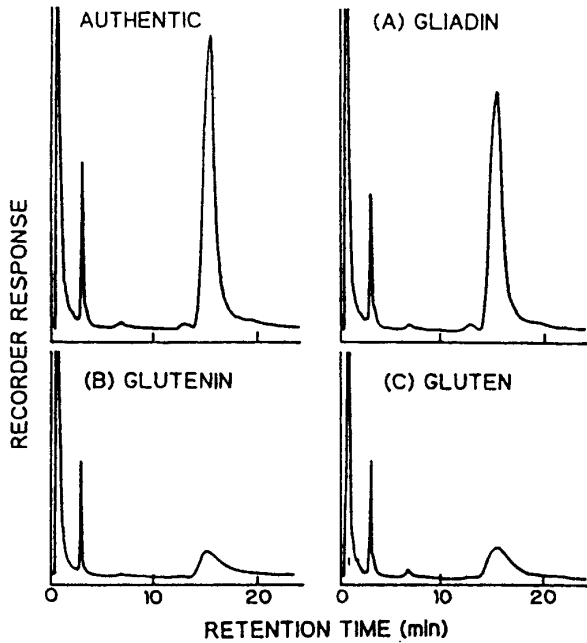 AUTHENTIC
(A) GLIADIN
(B) GLUTENIN
(C) GLUTEN
RECORDER RESPONSE
0 10 20
0 10 20
RETENTION TIME (min)